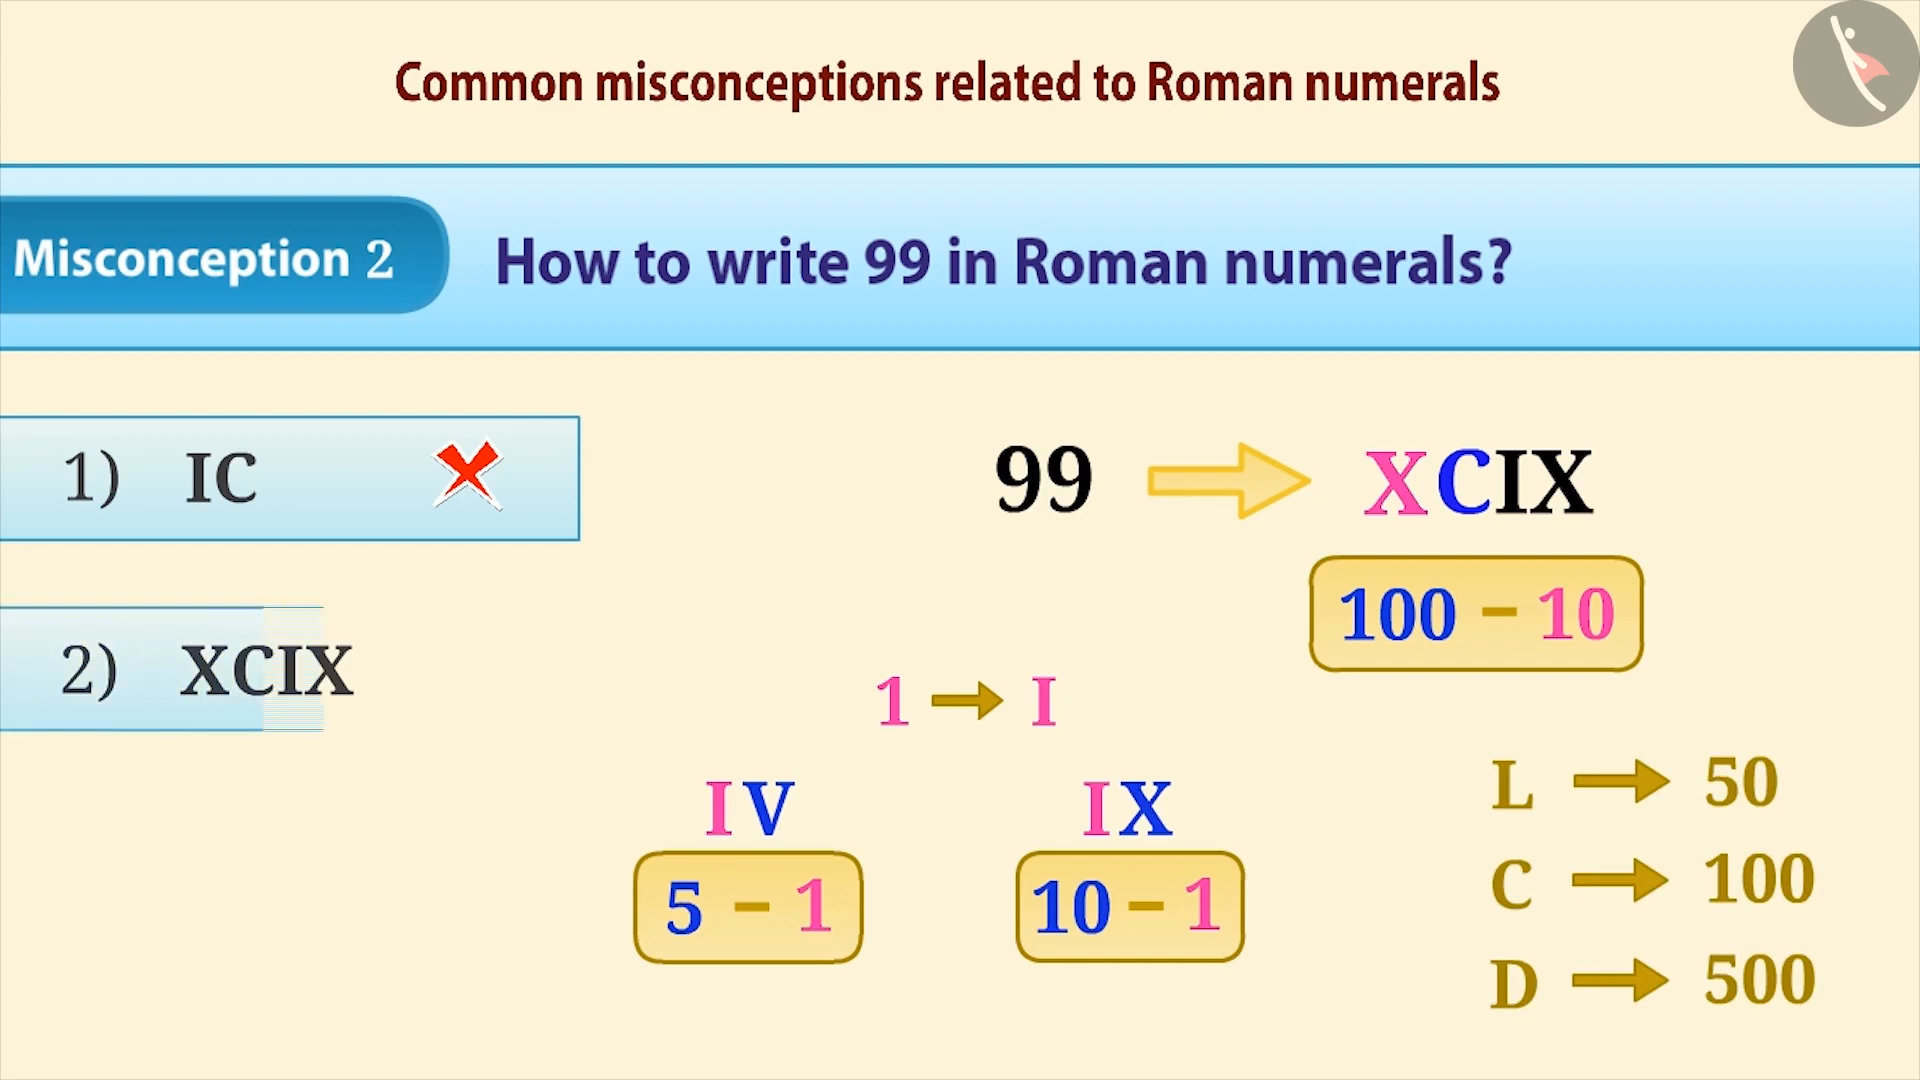 Common misconceptions related to Roman numerals
Misconception 2
How to write 99 in Roman numerals?
1) IC
99 XCIX
100 - 10
2) XCIX
1 I
IV IX
5 - 1 10 - 1
L 50
C 100
D 500